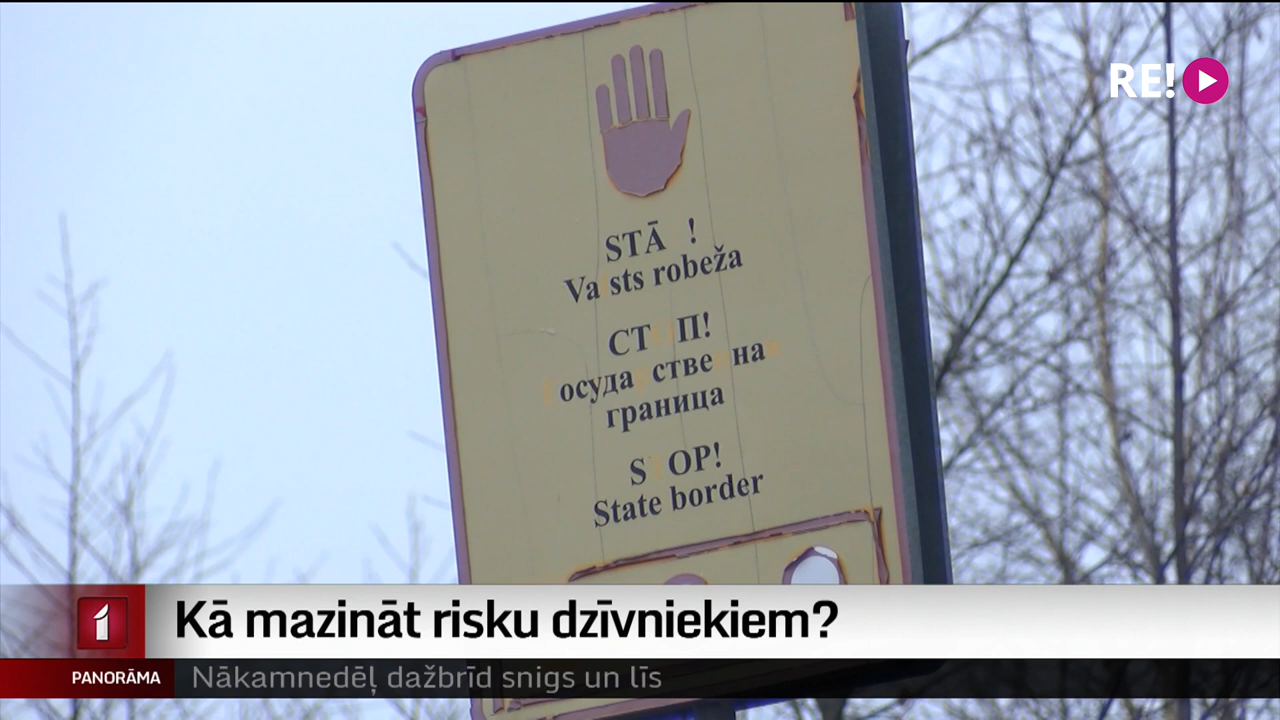 RE!
STĀ !
Va sts robeža
СТ П!
осуда стве на
граница
S OP!
State border
1
Kā mazināt risku dzīvniekiem?
PANORĀMA
Nākamnedēļ dažbrīd snigs un līs